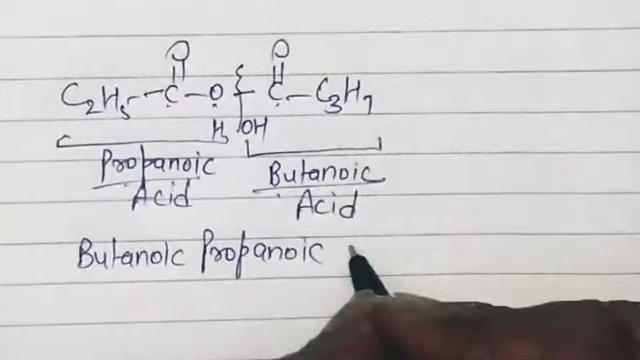 O O
C₂H₅-C-O-C-C₃H₇
H OH
Propanoic Butanoic
Acid Acid
Butanoic Propanoic